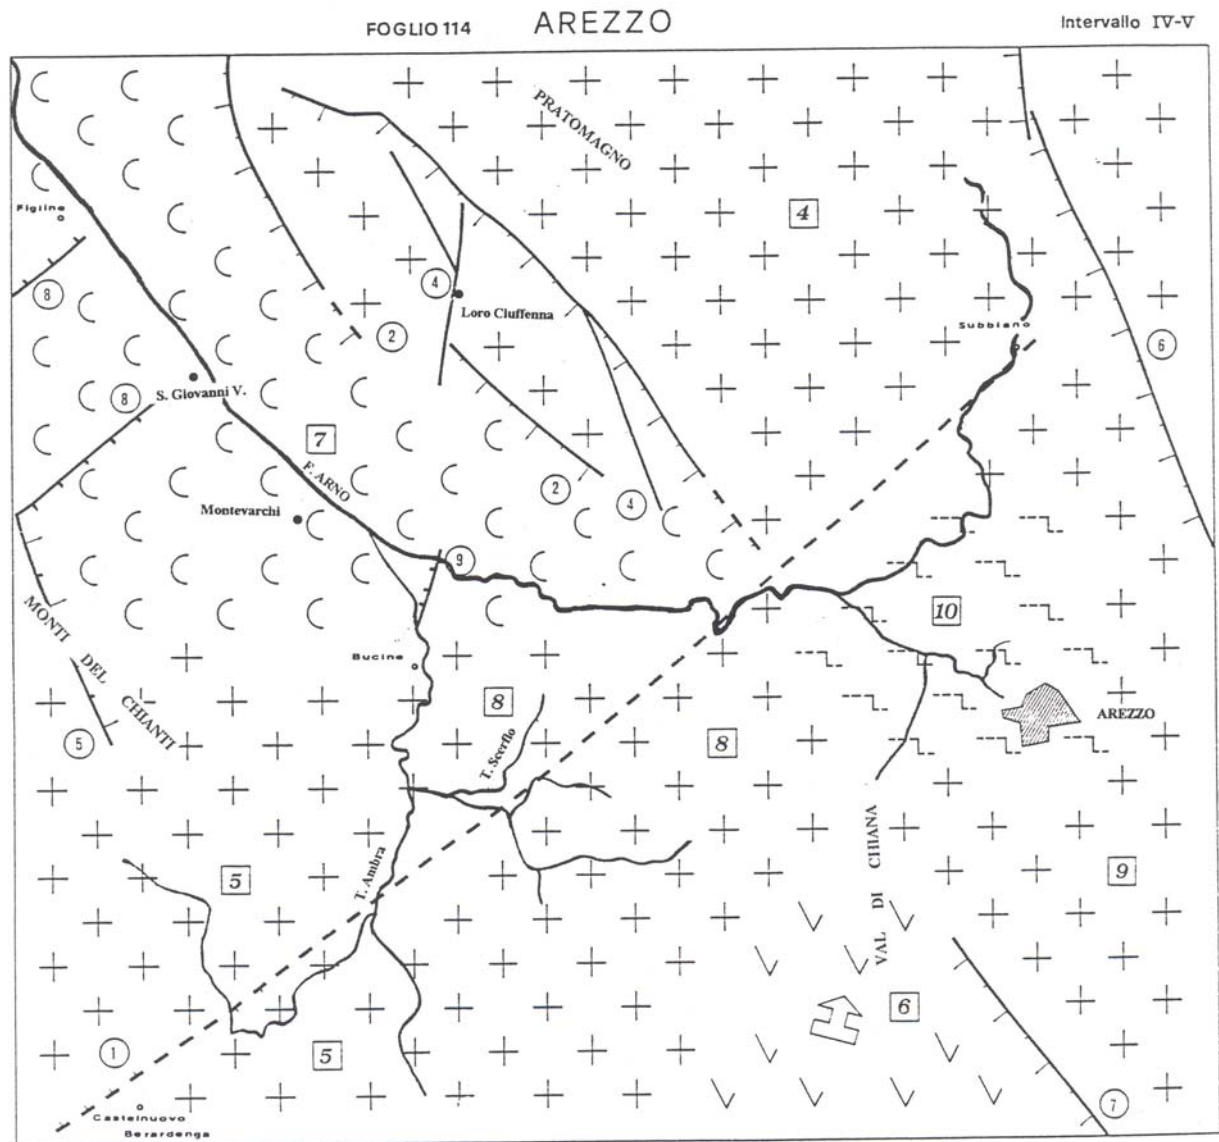 FOGLIO 114 AREZZO Intervallo IV-V
PRATOMAGNO
Figline
4
8
4
Loro Ciuffenna
2
Subbiano
6
8
S. Giovanni V.
7
F. ARNO
2
4
Montevarchi
9
10
MONTI DEL CHIANTI
Bucine
8
AREZZO
5
8
T. Scerfio
VAL DI CHIANA
T. Ambra
5
9
6
1
5
7
Castelnuovo
Berardenga